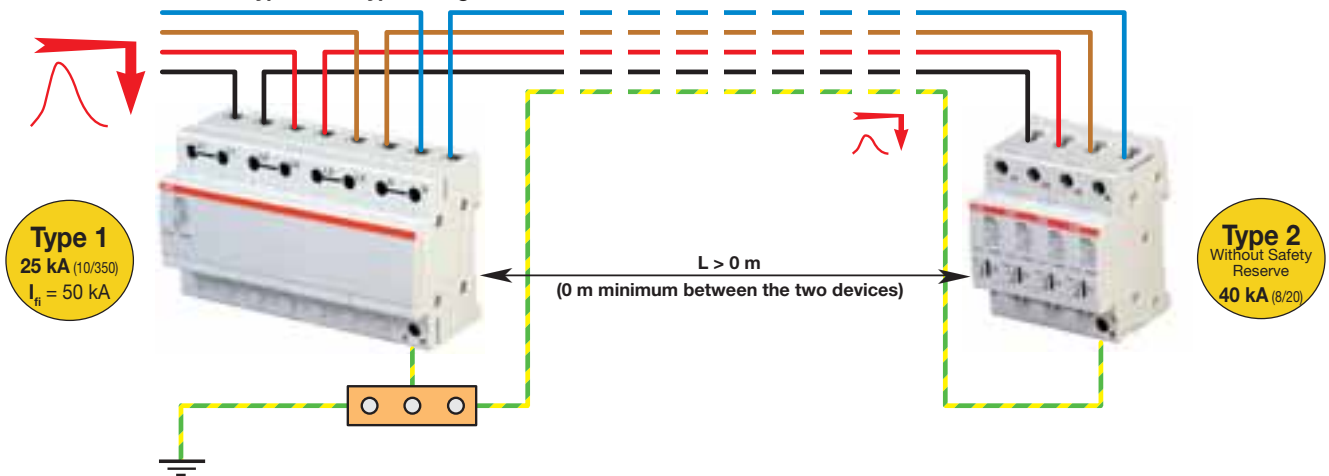 Type 1
25 kA (10/350)
Ifi = 50 kA
L > 0 m
(0 m minimum between the two devices)
Type 2
Without Safety
Reserve
40 kA (8/20)